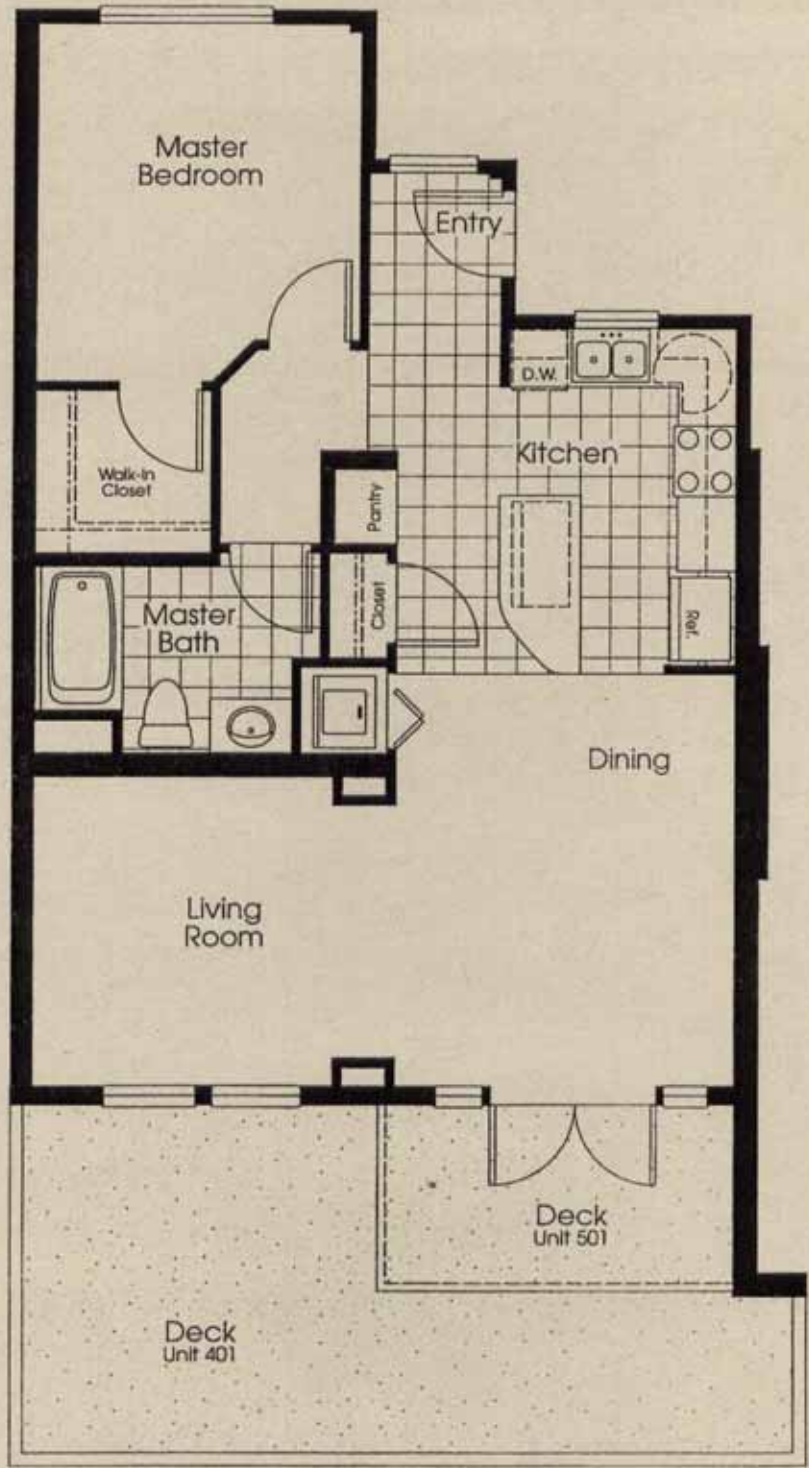 Master
Bedroom
Entry
D.W.
Kitchen
Walk-In
Closet
Pantry
Closet
Master
Bath
Ref.
Dining
Living
Room
Deck
Unit 501
Deck
Unit 401